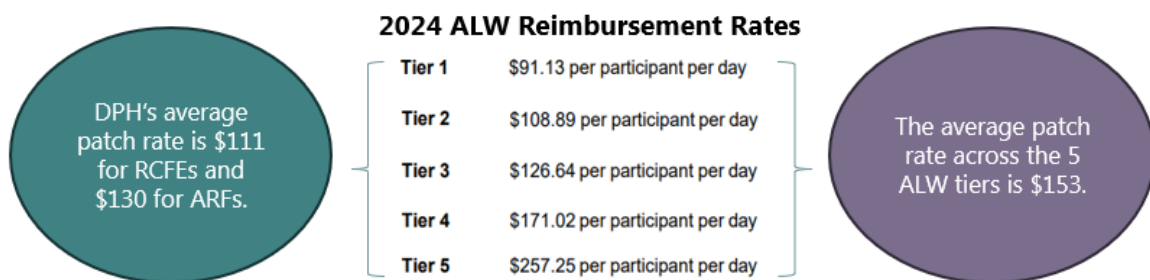 2024 ALW Reimbursement Rates
DPH's average
patch rate is $111
for RCFEs and
$130 for ARFs.
Tier 1 $91.13 per participant per day
Tier 2 $108.89 per participant per day
Tier 3 $126.64 per participant per day
Tier 4 $171.02 per participant per day
Tier 5 $257.25 per participant per day
The average patch
rate across the 5
ALW tiers is $153.